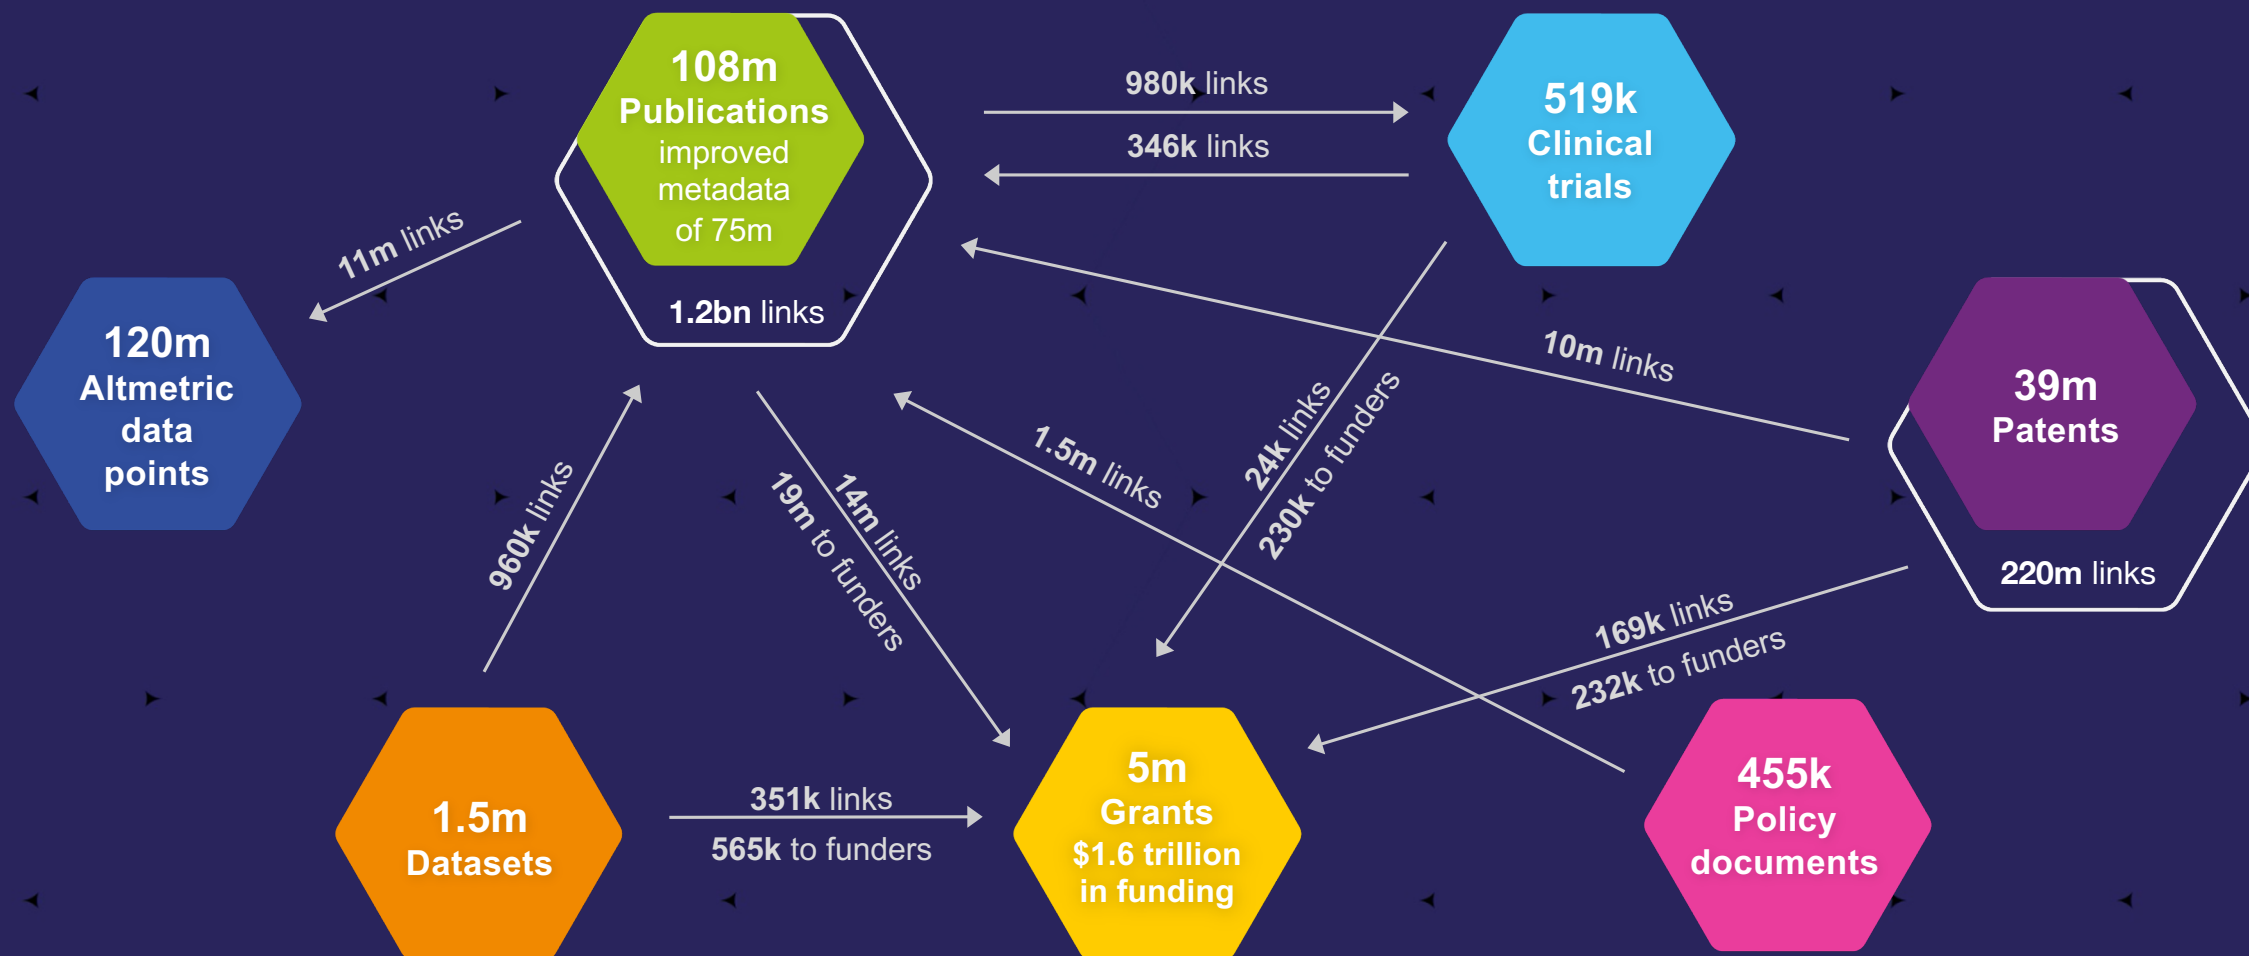 108m
Publications
improved
metadata
of 75m
1.2bn links
980k links
346k links
519k
Clinical
trials
11m links
120m
Altmetric
data
points
10m links
39m
Patents
220m links
24k links
230k to funders
1.5m links
960k links
14m links
19m to funders
169k links
232k to funders
1.5m
Datasets
351k links
565k to funders
5m
Grants
$1.6 trillion
in funding
455k
Policy
documents